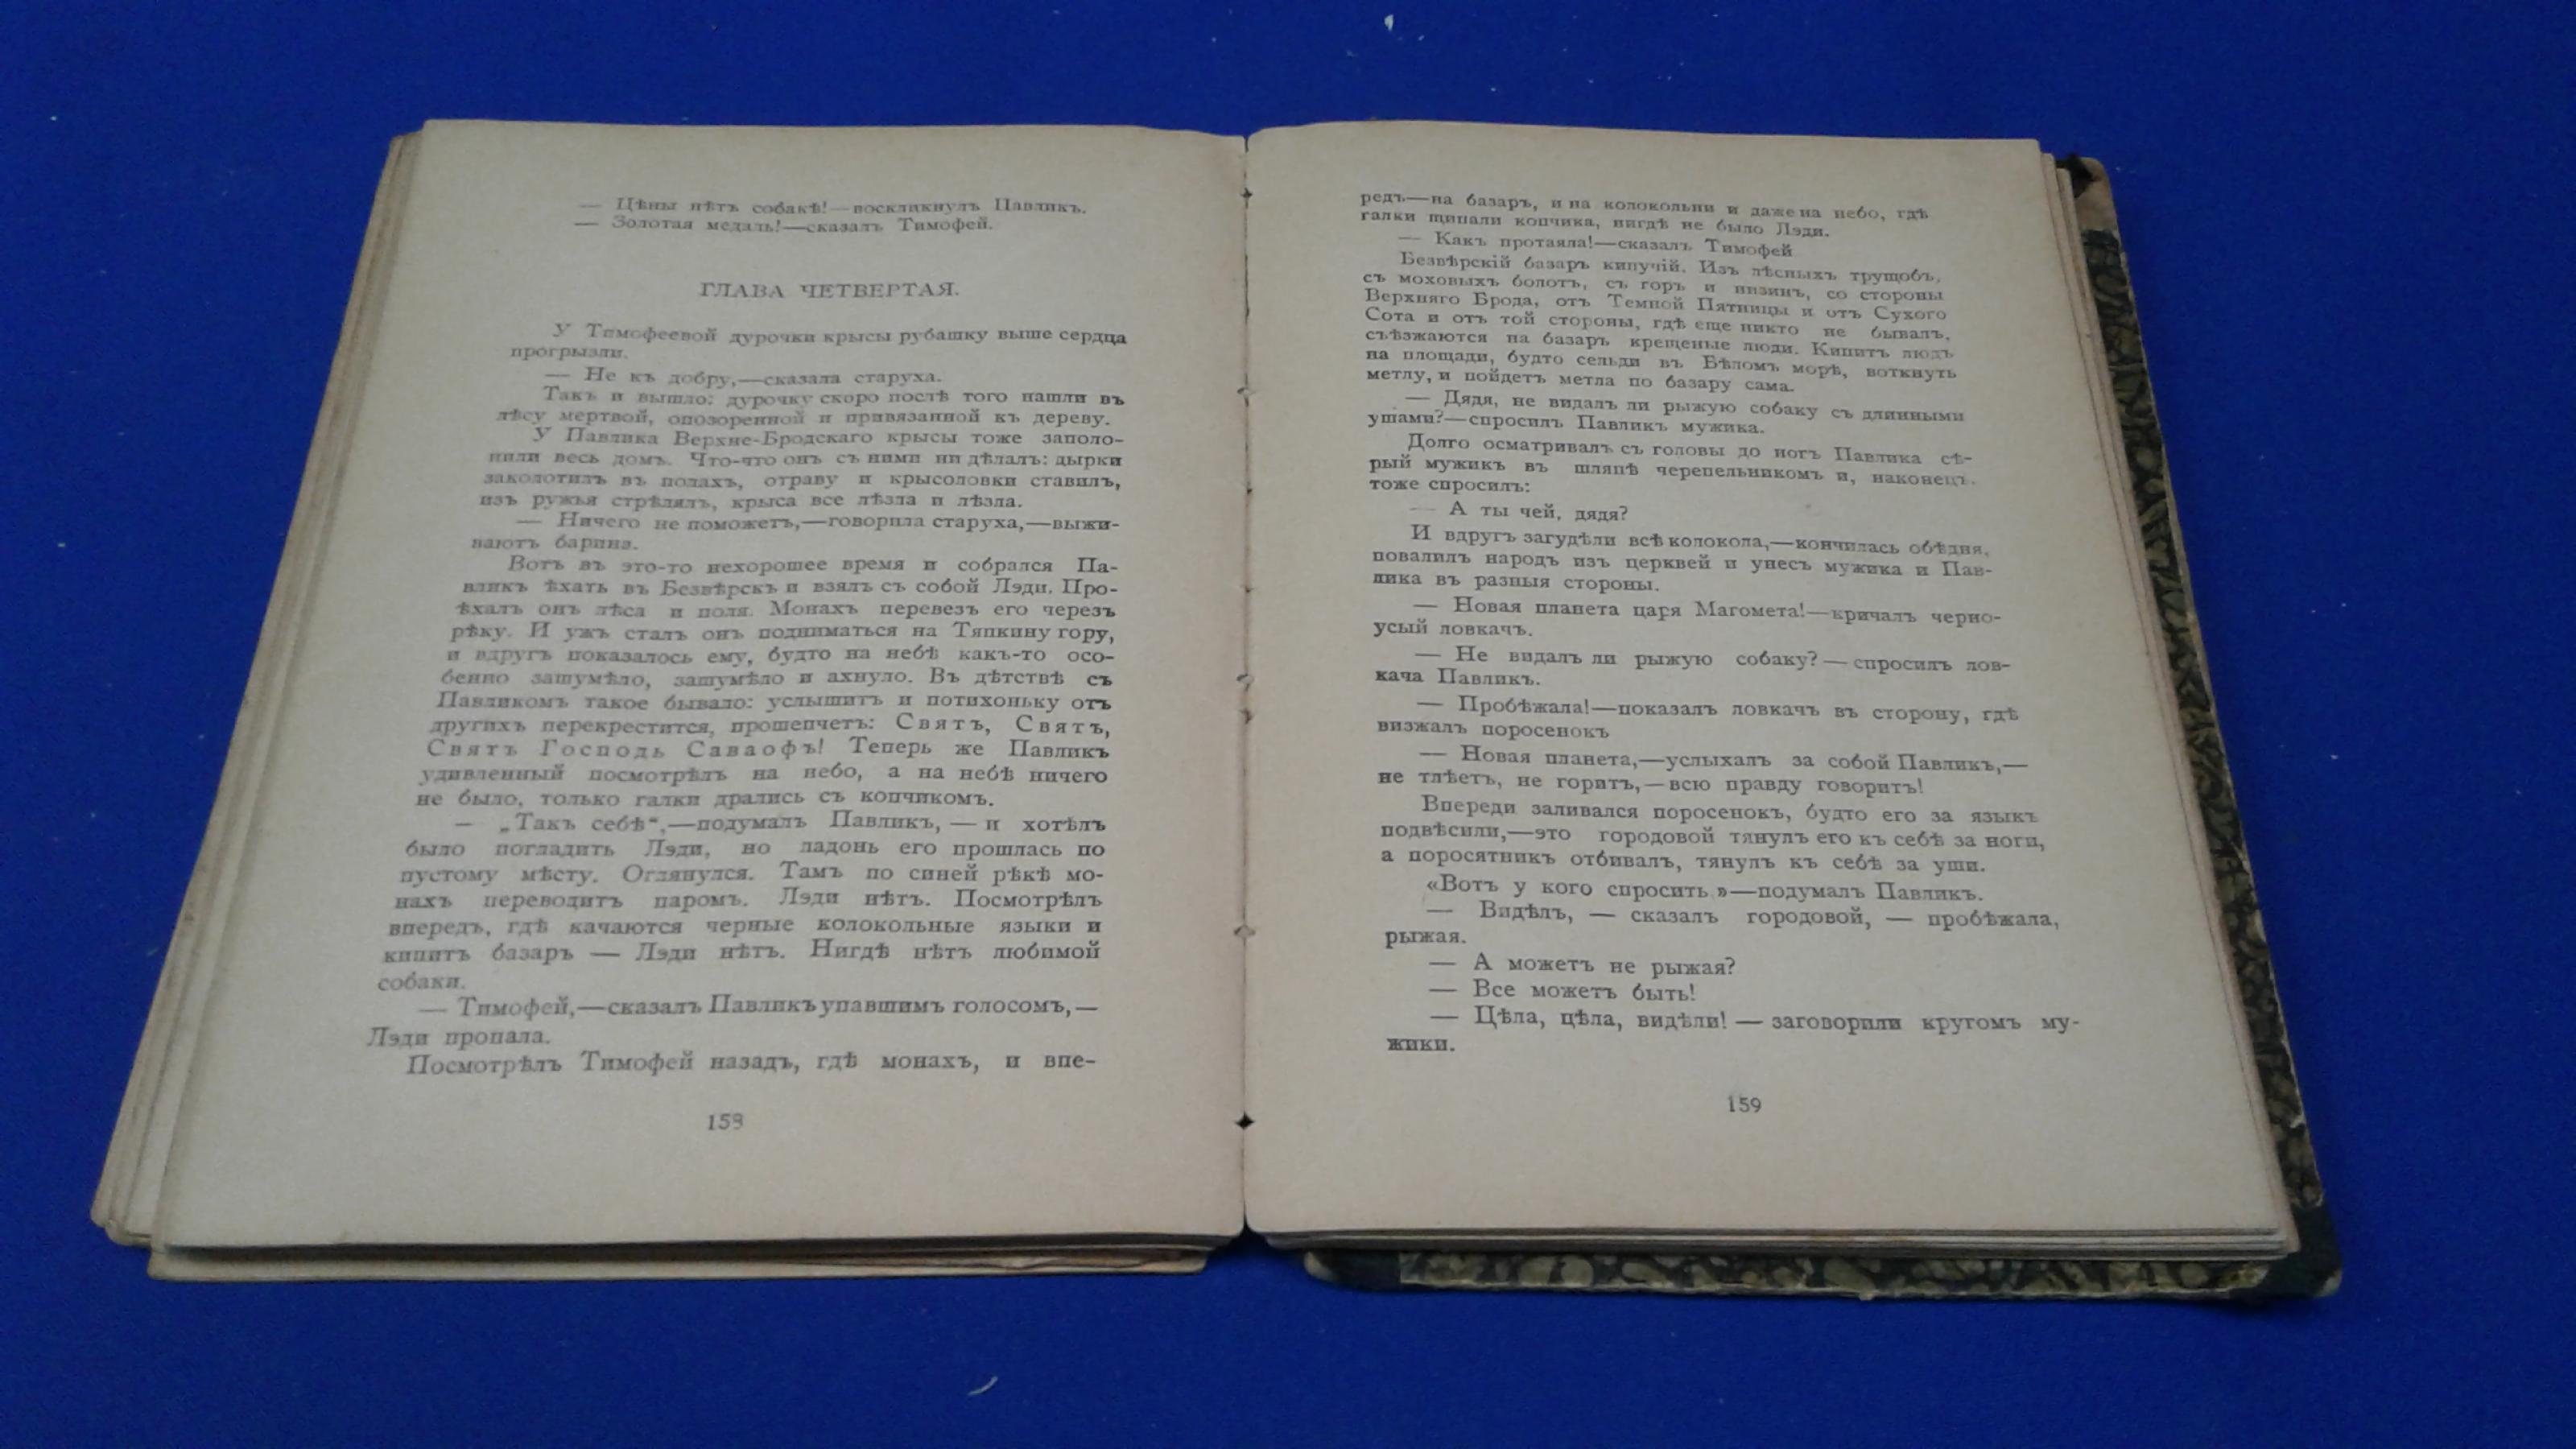 — Цѣны нѣтъ собакѣ!—воскликнулъ Павликъ.
— Золотая медаль!—сказалъ Тимофей.
ГЛАВА ЧЕТВЕРТАЯ.
У Тимофеевой дурочки крысы рубашку выше сердца
прогрызли.
— Не къ добру,—сказала старуха.
Такъ и вышло: дурочку скоро послѣ того нашли въ
лѣсу мертвой, опозоренной и привязанной къ дереву.
У Павлика Верхне-Бродскаго крысы тоже заполо-
нили весь домъ. Что-что онъ съ ними ни дѣлалъ: дырки
заколотилъ въ полахъ, отраву и крысоловки ставилъ,
изъ ружья стрѣлялъ, крыса все лѣзла и лѣзла.
— Ничего не поможетъ,—говорила старуха,—выжи-
ваютъ барина.
Вотъ въ это-то нехорошее время и собрался Па-
вликъ ѣхать въ Безвѣрскъ и взялъ съ собой Лэди. Про-
ѣхалъ онъ лѣса и поля. Монахъ перевезъ его черезъ
рѣку. И ужъ сталъ онъ подниматься на Тяпкину гору,
и вдругъ показалось ему, будто на небѣ какъ-то осо-
бенно зашумѣло, зашумѣло и ахнуло. Въ дѣтствѣ съ
Павликомъ такое бывало: услышитъ и потихоньку отъ
другихъ перекрестится, прошепчетъ: Святъ, Святъ,
Святъ Господь Саваофъ! Теперь же Павликъ
удивленный посмотрѣлъ на небо, а на небѣ ничего
не было, только галки дрались съ копчикомъ.
— „Такъ себѣ“,—подумалъ Павликъ, — и хотѣлъ
было погладить Лэди, но ладонь его прошлась по
пустому мѣсту. Оглянулся. Тамъ по синей рѣкѣ мо-
нахъ переводитъ паромъ. Лэди нѣтъ. Посмотрѣлъ
впередъ, гдѣ качаются черные колокольные языки и
кипитъ базаръ — Лэди нѣтъ. Нигдѣ нѣтъ любимой
собаки.
— Тимофей,—сказалъ Павликъ упавшимъ голосомъ,—
Лэди пропала.
Посмотрѣлъ Тимофей назадъ, гдѣ монахъ, и впе-
158
редъ—на базаръ, и на колокольни и даже на небо, гдѣ
галки щипали копчика, нигдѣ не было Лэди.
— Какъ протаяла!—сказалъ Тимофей
Безвѣрскій базаръ кипучій. Изъ лѣсныхъ трущобъ,
съ моховыхъ болотъ, съ горъ и низинъ, со стороны
Верхняго Брода, отъ Темной Пятницы и отъ Сухого
Сота и отъ той стороны, гдѣ еще никто не бывалъ,
съѣзжаются на базаръ крещеные люди. Кипитъ людъ
на площади, будто сельди въ Бѣломъ морѣ, воткнуть
метлу, и пойдетъ метла по базару сама.
— Дядя, не видалъ ли рыжую собаку съ длинными
ушами?—спросилъ Павликъ мужика.
Долго осматривалъ съ головы до ногъ Павлика сѣ-
рый мужикъ въ шляпѣ черепельникомъ и, наконецъ.
тоже спросилъ:
— А ты чей, дядя?
И вдругъ загудѣли всѣ колокола,—кончилась обѣдня,
повалилъ народъ изъ церквей и унесъ мужика и Пав-
лика въ разныя стороны.
— Новая планета царя Магомета!—кричалъ черно-
усый ловкачъ.
— Не видалъ ли рыжую собаку? — спросилъ лов-
кача Павликъ.
— Пробѣжала!—показалъ ловкачъ въ сторону, гдѣ
визжалъ поросенокъ
— Новая планета,—услыхалъ за собой Павликъ,—
не тлѣетъ, не горитъ,—всю правду говоритъ!
Впереди заливался поросенокъ, будто его за языкъ
подвѣсили,—это городовой тянулъ его къ себѣ за ноги,
а поросятникъ отбивалъ, тянулъ къ себѣ за уши.
«Вотъ у кого спросить.»—подумалъ Павликъ.
— Видѣлъ, — сказалъ городовой, — пробѣжала,
рыжая.
— А можетъ не рыжая?
— Все можетъ быть!
— Цѣла, цѣла, видѣли! — заговорили кругомъ му-
жики.
159